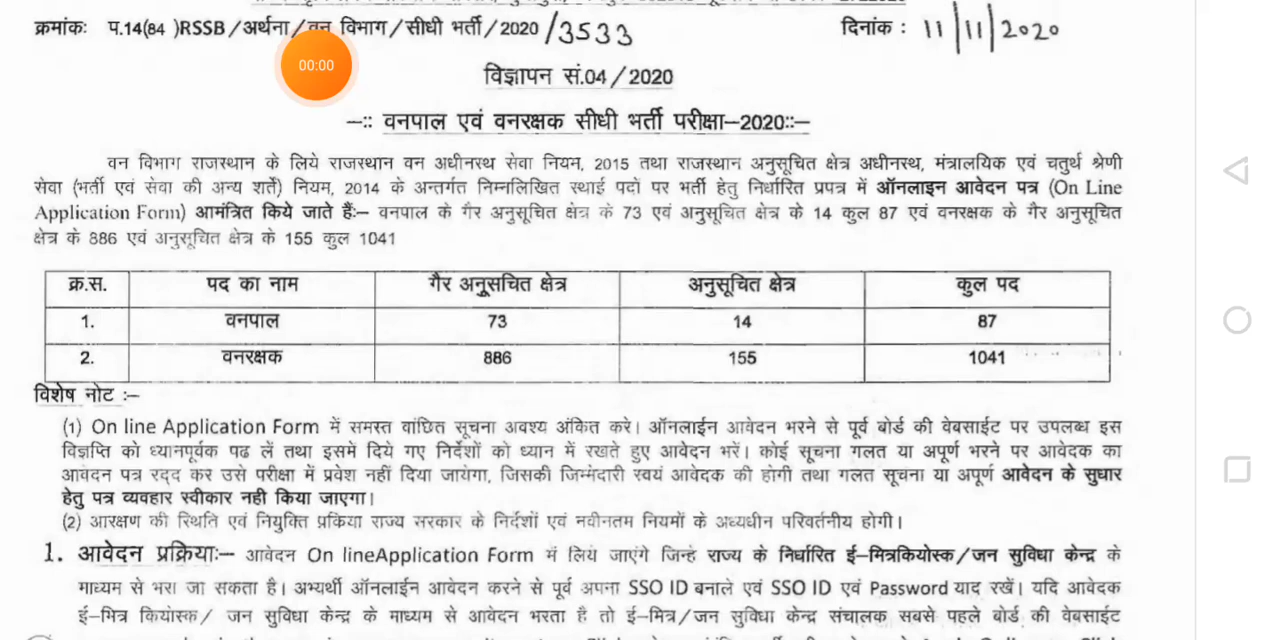 क्रमांकः प.14(84 )RSSB/अर्थना/वन विभाग/सीधी भर्ती/2020/3533 दिनांक : 11/11/2020
00:00
विज्ञापन सं.04/2020
–:: वनपाल एवं वनरक्षक सीधी भर्ती परीक्षा–2020::–
वन विभाग राजस्थान के लिये राजस्थान वन अधीनस्थ सेवा नियम, 2015 तथा राजस्थान अनुसूचित क्षेत्र अधीनस्थ, मंत्रालयिक एवं चतुर्थ श्रेणी
सेवा (भर्ती एवं सेवा की अन्य शर्ते) नियम, 2014 के अन्तर्गत निम्नलिखित स्थाई पदों पर भर्ती हेतु निर्धारित प्रपत्र में ऑनलाइन आवेदन पत्र (On Line
Application Form) आमंत्रित किये जाते हैं:– वनपाल के गैर अनुसूचित क्षेत्र के 73 एवं अनुसूचित क्षेत्र के 14 कुल 87 एवं वनरक्षक के गैर अनुसूचित
क्षेत्र के 886 एवं अनुसूचित क्षेत्र के 155 कुल 1041
क्र.स. पद का नाम गैर अनुसूचित क्षेत्र अनुसूचित क्षेत्र कुल पद
1. वनपाल 73 14 87
2. वनरक्षक 886 155 1041
विशेष नोट :–
(1) On line Application Form में समस्त वांछित सूचना अवश्य अंकित करे। ऑनलाईन आवेदन भरने से पूर्व बोर्ड की वेबसाईट पर उपलब्ध इस
विज्ञप्ति को ध्यानपूर्वक पढ लें तथा इसमें दिये गए निर्देशों को ध्यान में रखते हुए आवेदन भरें। कोई सूचना गलत या अपूर्ण भरने पर आवेदक का
आवेदन पत्र रद्द कर उसे परीक्षा में प्रवेश नहीं दिया जायेगा, जिसकी जिम्मेदारी स्वयं आवेदक की होगी तथा गलत सूचना या अपूर्ण आवेदन के सुधार
हेतु पत्र व्यवहार स्वीकार नही किया जाएगा।
(2) आरक्षण की स्थिति एवं नियुक्ति प्रकिया राज्य सरकार के निर्देशों एवं नवीनतम नियमों के अध्यधीन परिवर्तनीय होगी।
1. आवेदन प्रक्रियाः– आवेदन On lineApplication Form में लिये जाएंगे जिन्हे राज्य के निर्धारित ई–मित्रकियोस्क/जन सुविधा केन्द्र के
माध्यम से भरा जा सकता है। अभ्यर्थी ऑनलाईन आवेदन करने से पूर्व अपना SSO ID बनाले एवं SSO ID एवं Password याद रखें। यदि आवेदक
ई–मित्र कियोस्क/ जन सुविधा केन्द्र के माध्यम से आवेदन भरता है तो ई–मित्र/जन सुविधा केन्द्र संचालक सबसे पहले बोर्ड की वेबसाईट